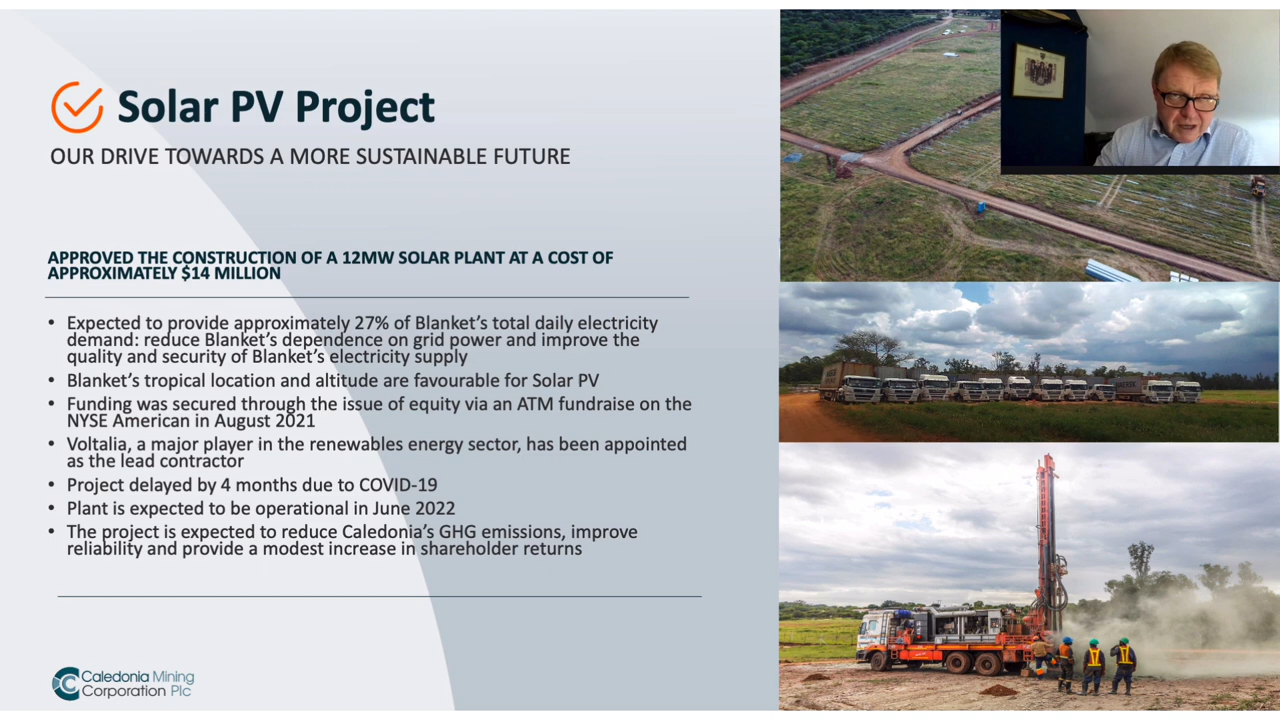 Solar PV Project
OUR DRIVE TOWARDS A MORE SUSTAINABLE FUTURE
APPROVED THE CONSTRUCTION OF A 12MW SOLAR PLANT AT A COST OF
APPROXIMATELY $14 MILLION
• Expected to provide approximately 27% of Blanket’s total daily electricity
demand: reduce Blanket’s dependence on grid power and improve the
quality and security of Blanket’s electricity supply
• Blanket’s tropical location and altitude are favourable for Solar PV
• Funding was secured through the issue of equity via an ATM fundraise on the
NYSE American in August 2021
• Voltalia, a major player in the renewables energy sector, has been appointed
as the lead contractor
• Project delayed by 4 months due to COVID-19
• Plant is expected to be operational in June 2022
• The project is expected to reduce Caledonia’s GHG emissions, improve
reliability and provide a modest increase in shareholder returns
Caledonia Mining
Corporation Plc